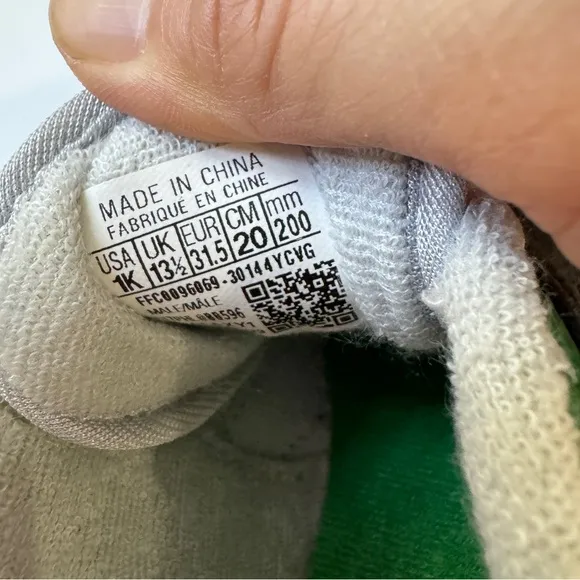 MADE IN CHINA
FABRIQUE EN CHINE
USA UK EUR CM mm
1K 13½ 31.5 20 200
FFC0096069-30144YCVG
MALE/MÂLE